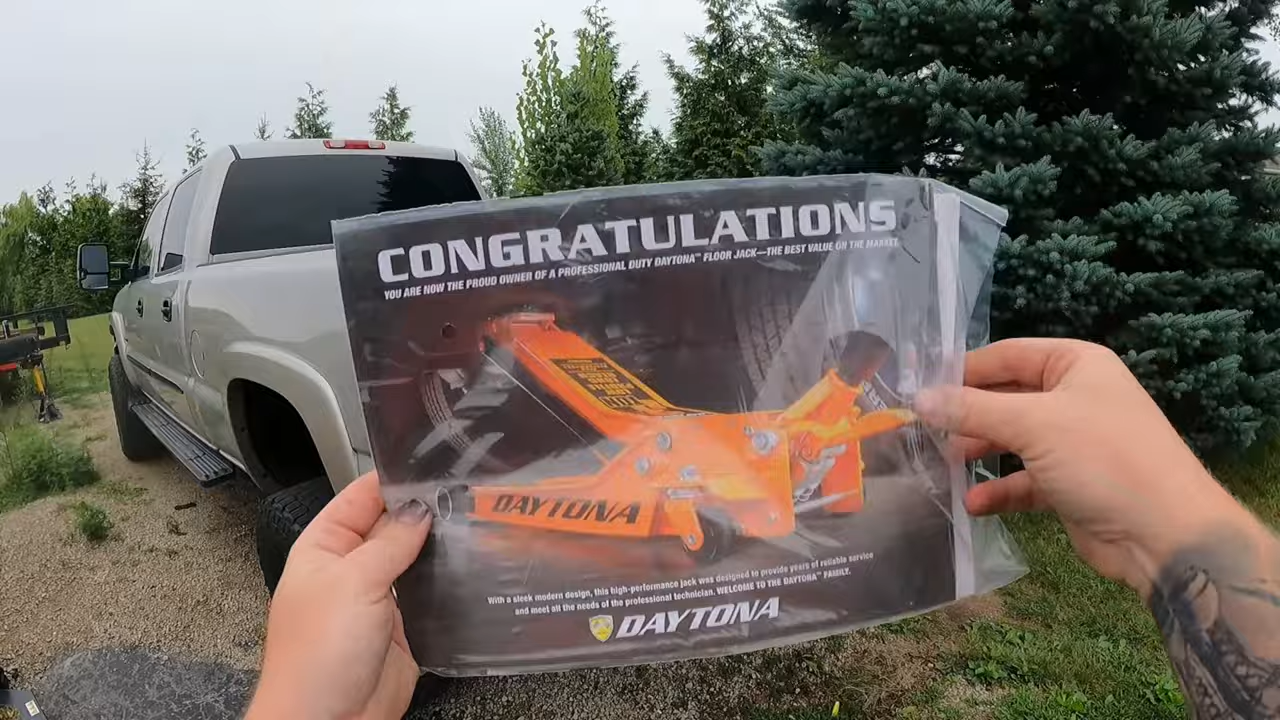 CONGRATULATIONS
YOU ARE NOW THE PROUD OWNER OF A PROFESSIONAL DUTY DAYTONA™ FLOOR JACK—THE BEST VALUE ON THE MARKET
DAYTONA
With a sleek modern design, this high-performance jack was designed to provide years of reliable service
and meet all the needs of the professional technician. WELCOME TO THE DAYTONA™ FAMILY.
DAYTONA